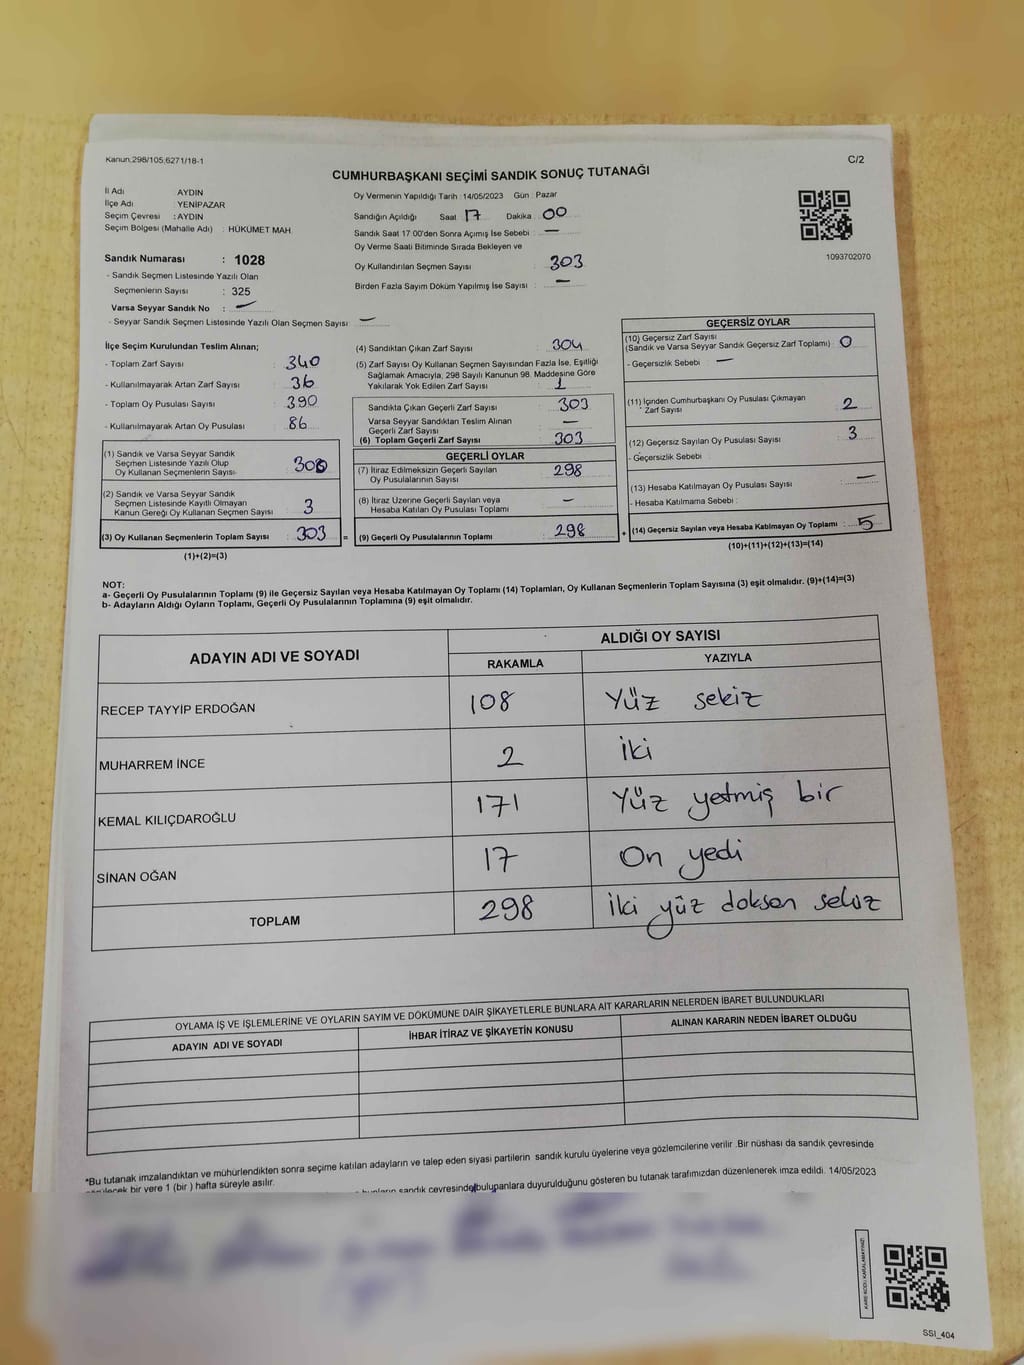 Kanun:298/105;6271/18-1
C/2
CUMHURBAŞKANI SEÇİMİ SANDIK SONUÇ TUTANAĞI
İl Adı AYDIN
İlçe Adı : YENİPAZAR
Seçim Çevresi : AYDIN
Seçim Bölgesi (Mahalle Adı) : HÜKÜMET MAH.
Sandık Numarası : 1028
- Sandık Seçmen Listesinde Yazılı Olan
Seçmenlerin Sayısı : 325
Varsa Seyyar Sandık No : —
- Seyyar Sandık Seçmen Listesinde Yazılı Olan Seçmen Sayısı : —
Oy Vermenin Yapıldığı Tarih : 14/05/2023 Gün : Pazar
Sandığın Açıldığı Saat 17 Dakika 00
Sandık Saat 17:00'den Sonra Açımış İse Sebebi : —
Oy Verme Saati Bitiminde Sırada Bekleyen ve
Oy Kullandırılan Seçmen Sayısı : 303
Birden Fazla Sayım Döküm Yapılmış İse Sayısı : —
1093702070
İlçe Seçim Kurulundan Teslim Alınan;
- Toplam Zarf Sayısı : 340
- Kullanılmayarak Artan Zarf Sayısı : 36
- Toplam Oy Pusulası Sayısı : 390
- Kullanılmayarak Artan Oy Pusulası : 86
(1) Sandık ve Varsa Seyyar Sandık
Seçmen Listesinde Yazılı Olup
Oy Kullanan Seçmenlerin Sayısı : 300
(2) Sandık ve Varsa Seyyar Sandık
Seçmen Listesinde Kayıtlı Olmayan
Kanun Gereği Oy Kullanan Seçmen Sayısı : 3
(3) Oy Kullanan Seçmenlerin Toplam Sayısı : 303 =
(1)+(2)=(3)
(4) Sandıktan Çıkan Zarf Sayısı : 304
(5) Zarf Sayısı Oy Kullanan Seçmen Sayısından Fazla İse, Eşitliği
Sağlamak Amacıyla, 298 Sayılı Kanunun 98. Maddesine Göre
Yakılarak Yok Edilen Zarf Sayısı : 1
Sandıkta Çıkan Geçerli Zarf Sayısı : 303
Varsa Seyyar Sandıktan Teslim Alınan
Geçerli Zarf Sayısı : —
(6) Toplam Geçerli Zarf Sayısı : 303
GEÇERLİ OYLAR
(7) İtiraz Edilmeksizin Geçerli Sayılan
Oy Pusulalarının Sayısı : 298
(8) İtiraz Üzerine Geçerli Sayılan veya
Hesaba Katılan Oy Pusulası Toplamı : —
(9) Geçerli Oy Pusulalarının Toplamı : 298 +
GEÇERSİZ OYLAR
(10) Geçersiz Zarf Sayısı
(Sandık ve Varsa Seyyar Sandık Geçersiz Zarf Toplamı) : 0
- Geçersizlik Sebebi : —
(11) İçinden Cumhurbaşkanı Oy Pusulası Çıkmayan
Zarf Sayısı : 2
(12) Geçersiz Sayılan Oy Pusulası Sayısı : 3
- Geçersizlik Sebebi :
(13) Hesaba Katılmayan Oy Pusulası Sayısı : —
- Hesaba Katılmama Sebebi :
(14) Geçersiz Sayılan veya Hesaba Katılmayan Oy Toplamı : 5
(10)+(11)+(12)+(13)=(14)
NOT:
a- Geçerli Oy Pusulalarının Toplamı (9) ile Geçersiz Sayılan veya Hesaba Katılmayan Oy Toplamı (14) Toplamları, Oy Kullanan Seçmenlerin Toplam Sayısına (3) eşit olmalıdır. (9)+(14)=(3)
b- Adayların Aldığı Oyların Toplamı, Geçerli Oy Pusulalarının Toplamına (9) eşit olmalıdır.
ADAYIN ADI VE SOYADI
ALDIĞI OY SAYISI
RAKAMLA YAZIYLA
RECEP TAYYİP ERDOĞAN 108 Yüz sekiz
MUHARREM İNCE 2 iki
KEMAL KILIÇDAROĞLU 171 Yüz yetmiş bir
SİNAN OĞAN 17 On yedi
TOPLAM 298 iki yüz doksan sekiz
OYLAMA İŞ VE İŞLEMLERİNE VE OYLARIN SAYIM VE DÖKÜMÜNE DAİR ŞİKAYETLERLE BUNLARA AİT KARARLARIN NELERDEN İBARET BULUNDUKLARI
ADAYIN ADI VE SOYADI İHBAR İTİRAZ VE ŞİKAYETİN KONUSU ALINAN KARARIN NEDEN İBARET OLDUĞU
*Bu tutanak imzalandıktan ve mühürlendikten sonra seçime katılan adayların ve talep eden siyasi partilerin sandık kurulu üyelerine veya gözlemcilerine verilir .Bir nüshası da sandık çevresinde
bir yere 1 (bir ) hafta süreyle asılır.
sandık çevresinde bulunanlara duyurulduğunu gösteren bu tutanak tarafımızdan düzenlenerek imza edildi. 14/05/2023
KARE KODU KARALAMAYINIZ!
SSI_404